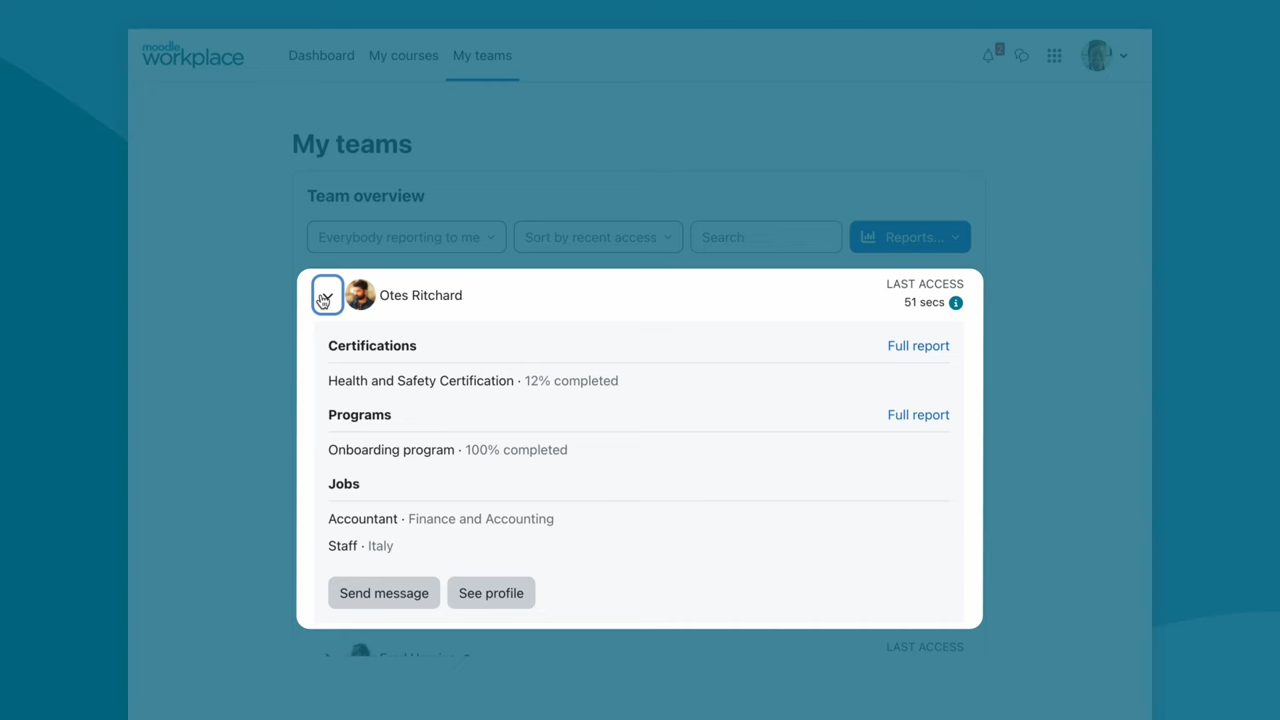 moodle
workplace
Dashboard My courses My teams
2
My teams
Team overview
Everybody reporting to me Sort by recent access Search Reports...
Otes Ritchard
LAST ACCESS
51 secs
Certifications Full report
Health and Safety Certification · 12% completed
Programs Full report
Onboarding program · 100% completed
Jobs
Accountant · Finance and Accounting
Staff · Italy
Send message See profile
LAST ACCESS